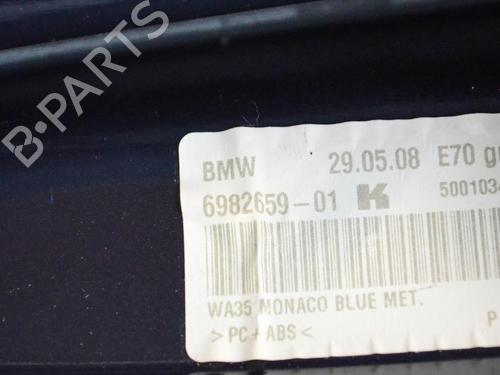 B-PARTS
BMW 29.05.08 E70
6982659-01 K 5001034
WA35 MONACO BLUE MET.
>PC+ABS< P